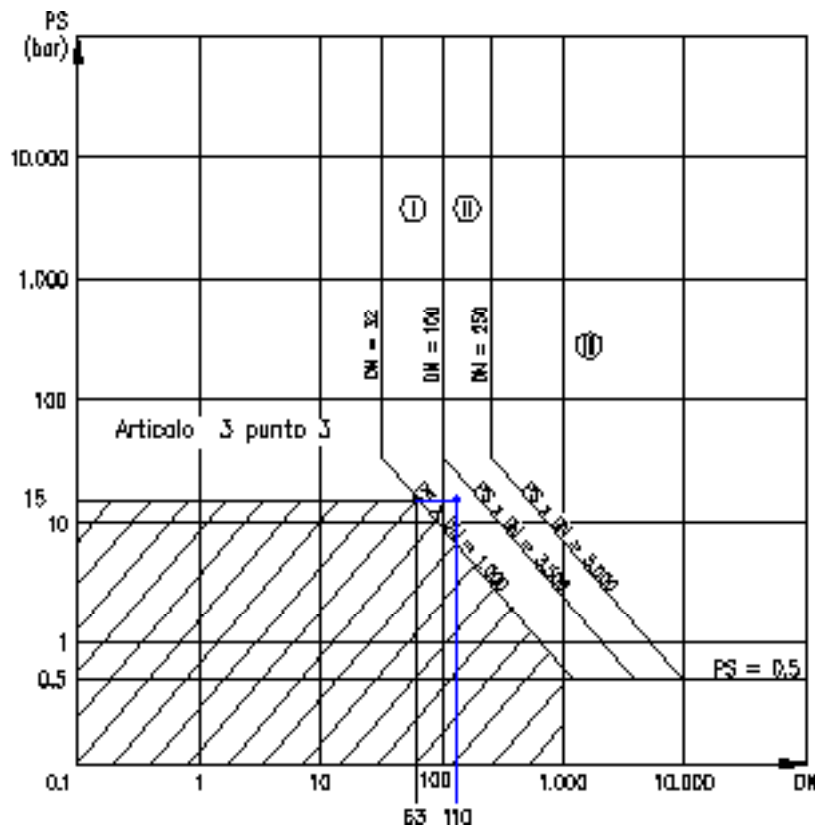 PS
(bar)
10.000
I
II
1.000
DN = 32
DN = 100
DN = 250
III
100
Articolo 3 punto 3
15
10
PS x DN = 1.000
PS x DN = 3.500
PS x DN = 5.000
1
0.5
PS = 0.5
0.1
1
10
100
1.000
10.000
DN
63
110